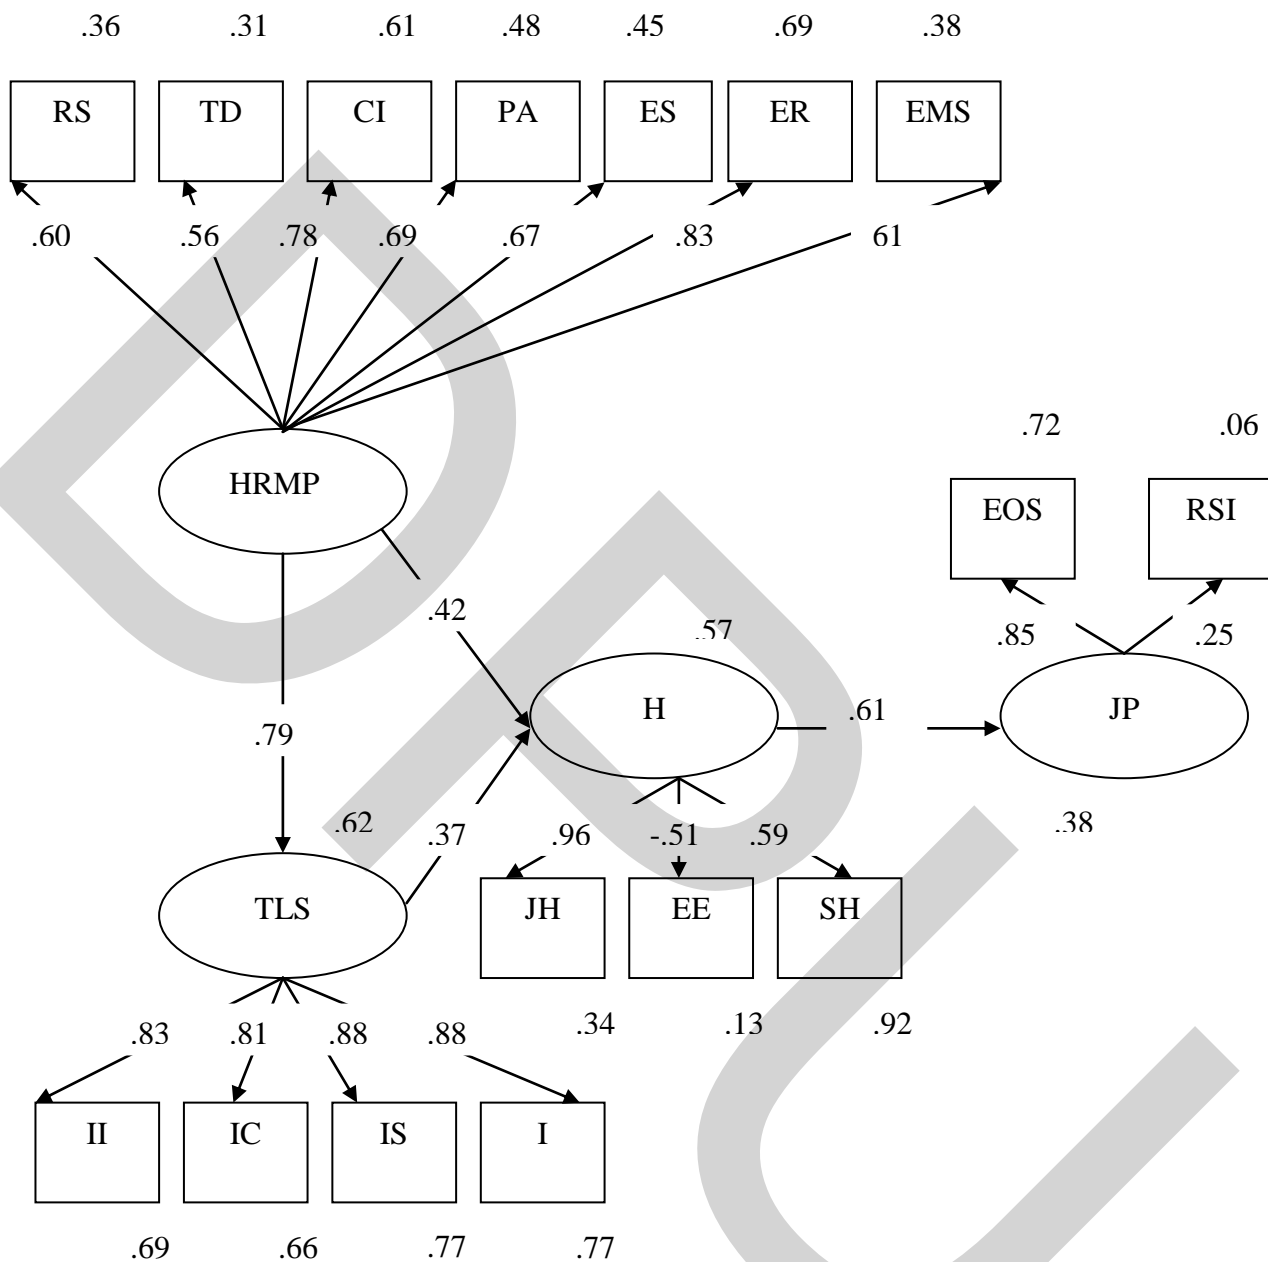 .36 .31 .61 .48 .45 .69 .38
RS TD CI PA ES ER EMS
.60 .56 .78 .69 .67 .83 61
.72 .06
HRMP
EOS RSI
.42
.57
.85 .25
H .61 JP
.79
.62 .37 .96 -.51 .59 .38
TLS JH EE SH
.83 .81 .88 .88 .34 .13 .92
II IC IS I
.69 .66 .77 .77